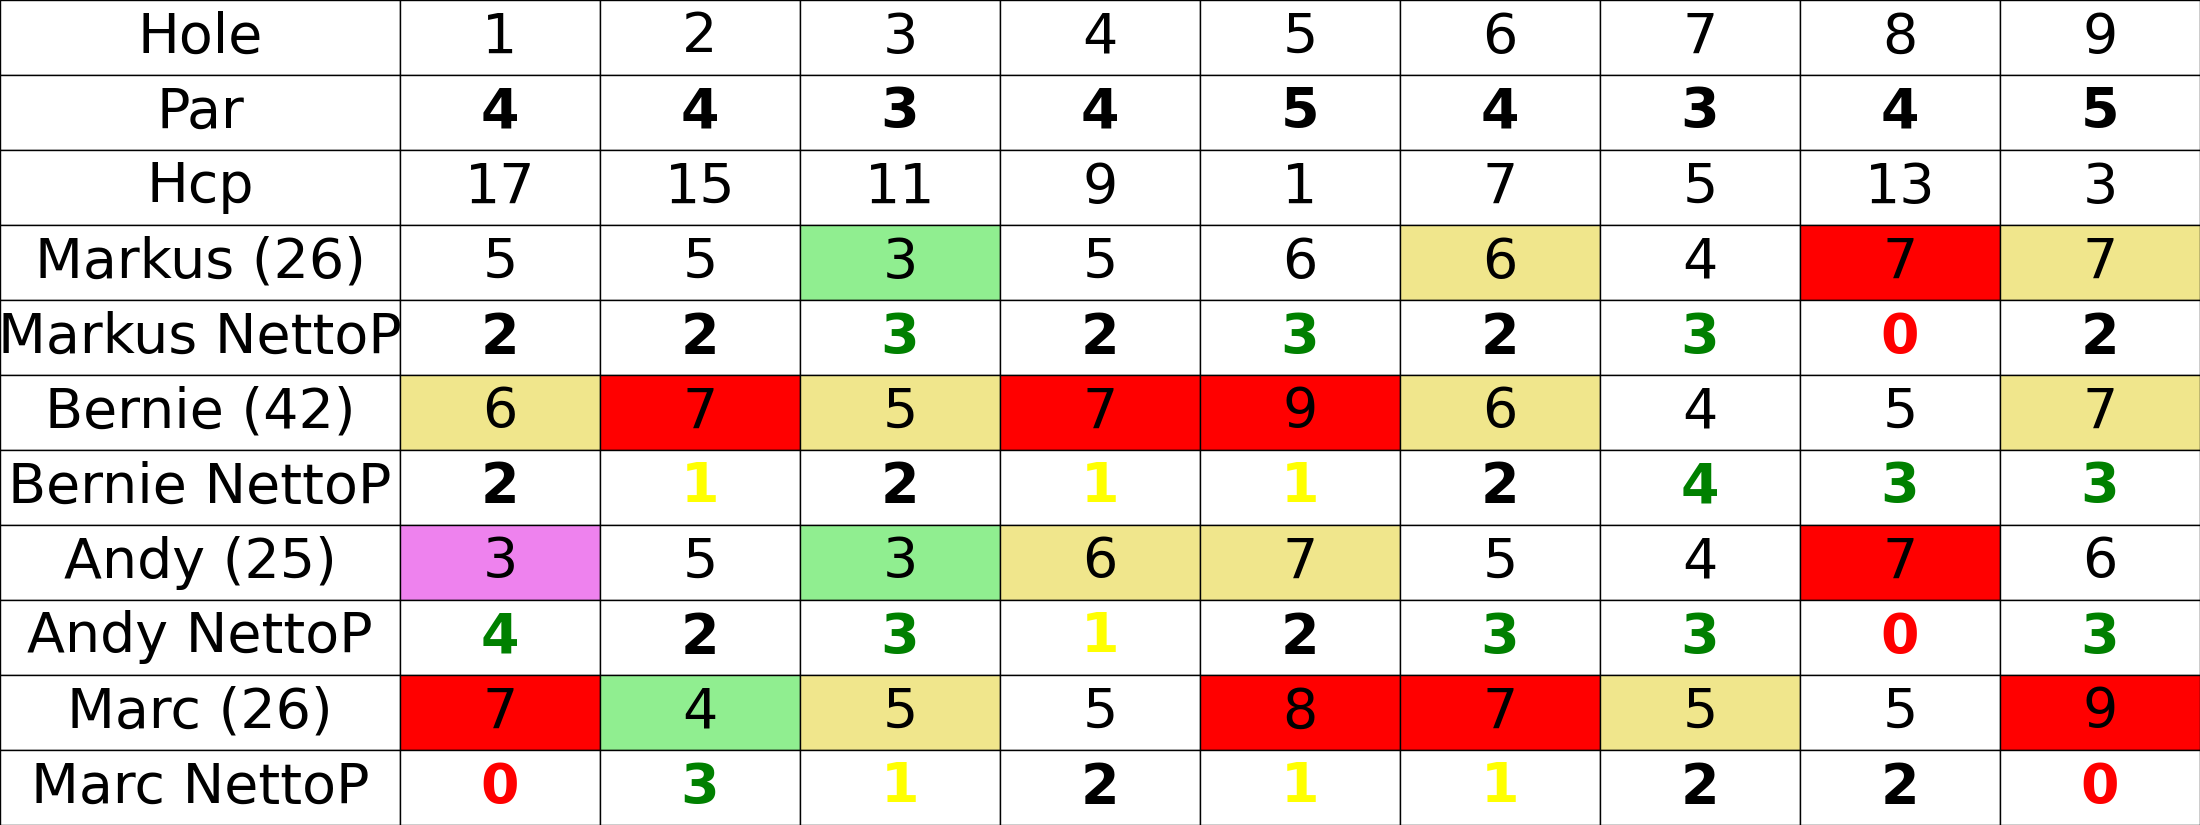 Hole 1 2 3 4 5 6 7 8 9
Par 4 4 3 4 5 4 3 4 5
Hcp 17 15 11 9 1 7 5 13 3
Markus (26) 5 5 3 5 6 6 4 7 7
Markus NettoP 2 2 3 2 3 2 3 0 2
Bernie (42) 6 7 5 7 9 6 4 5 7
Bernie NettoP 2 1 2 1 1 2 4 3 3
Andy (25) 3 5 3 6 7 5 4 7 6
Andy NettoP 4 2 3 1 2 3 3 0 3
Marc (26) 7 4 5 5 8 7 5 5 9
Marc NettoP 0 3 1 2 1 1 2 2 0